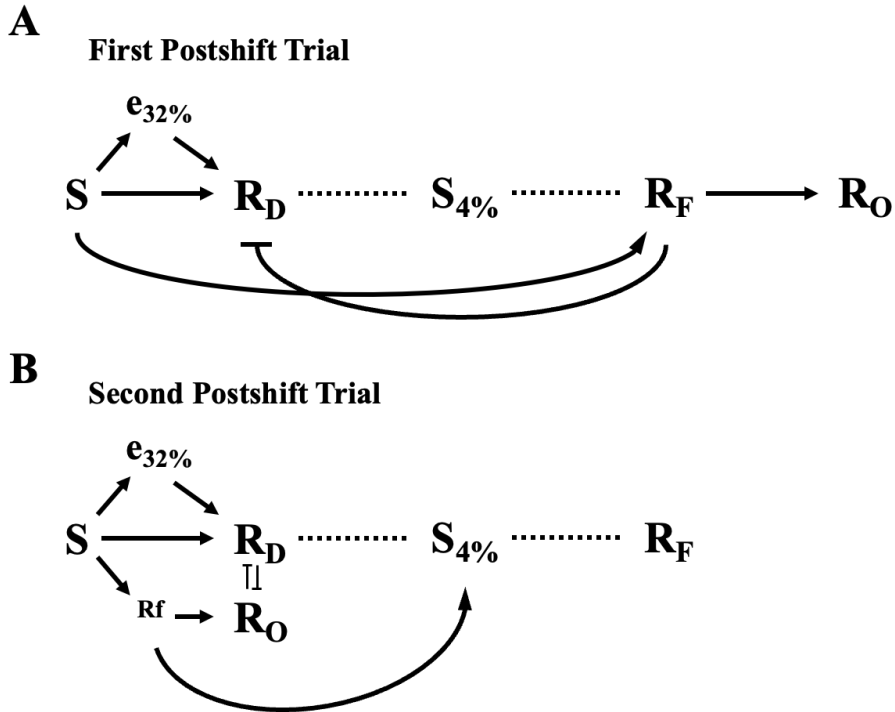 A
First Postshift Trial
e32%
S RD S4% RF RO
B
Second Postshift Trial
e32%
S RD S4% RF
Rf RO